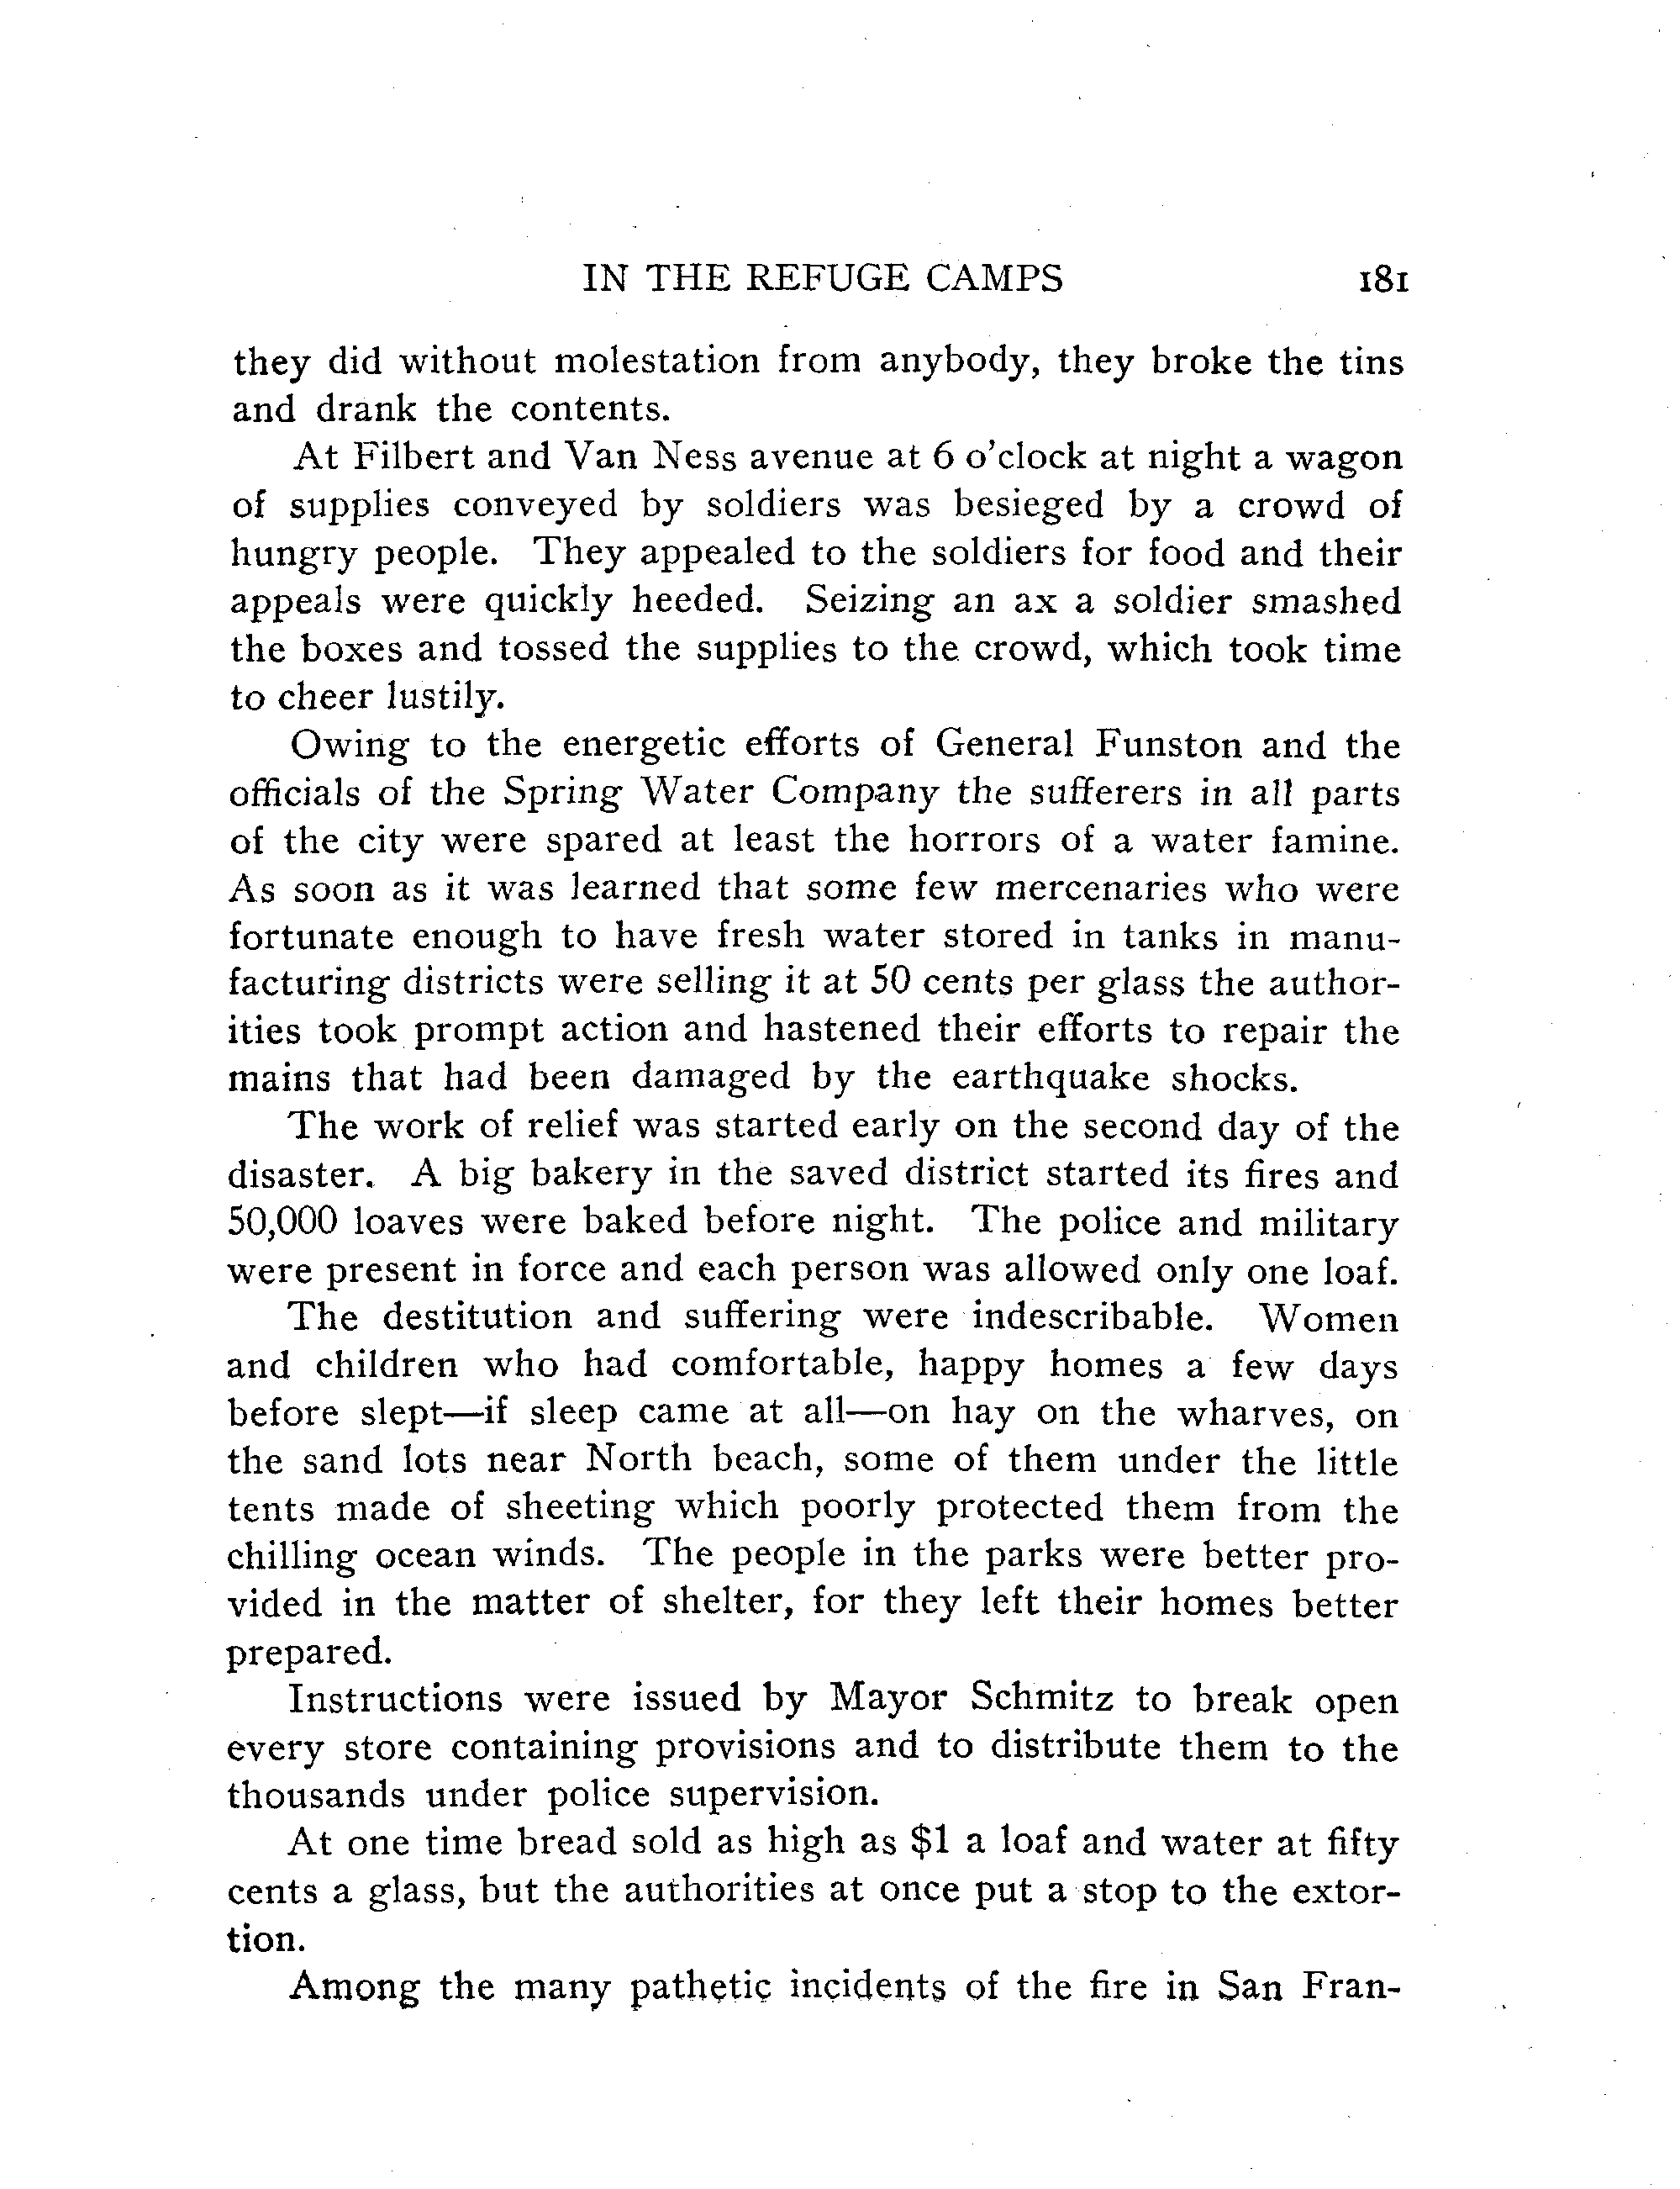 IN THE REFUGE CAMPS 181
they did without molestation from anybody, they broke the tins
and drank the contents.
At Filbert and Van Ness avenue at 6 o'clock at night a wagon
of supplies conveyed by soldiers was besieged by a crowd of
hungry people. They appealed to the soldiers for food and their
appeals were quickly heeded. Seizing an ax a soldier smashed
the boxes and tossed the supplies to the crowd, which took time
to cheer lustily.
Owing to the energetic efforts of General Funston and the
officials of the Spring Water Company the sufferers in all parts
of the city were spared at least the horrors of a water famine.
As soon as it was learned that some few mercenaries who were
fortunate enough to have fresh water stored in tanks in manu-
facturing districts were selling it at 50 cents per glass the author-
ities took prompt action and hastened their efforts to repair the
mains that had been damaged by the earthquake shocks.
The work of relief was started early on the second day of the
disaster. A big bakery in the saved district started its fires and
50,000 loaves were baked before night. The police and military
were present in force and each person was allowed only one loaf.
The destitution and suffering were indescribable. Women
and children who had comfortable, happy homes a few days
before slept—if sleep came at all—on hay on the wharves, on
the sand lots near North beach, some of them under the little
tents made of sheeting which poorly protected them from the
chilling ocean winds. The people in the parks were better pro-
vided in the matter of shelter, for they left their homes better
prepared.
Instructions were issued by Mayor Schmitz to break open
every store containing provisions and to distribute them to the
thousands under police supervision.
At one time bread sold as high as $1 a loaf and water at fifty
cents a glass, but the authorities at once put a stop to the extor-
tion.
Among the many pathetic incidents of the fire in San Fran-